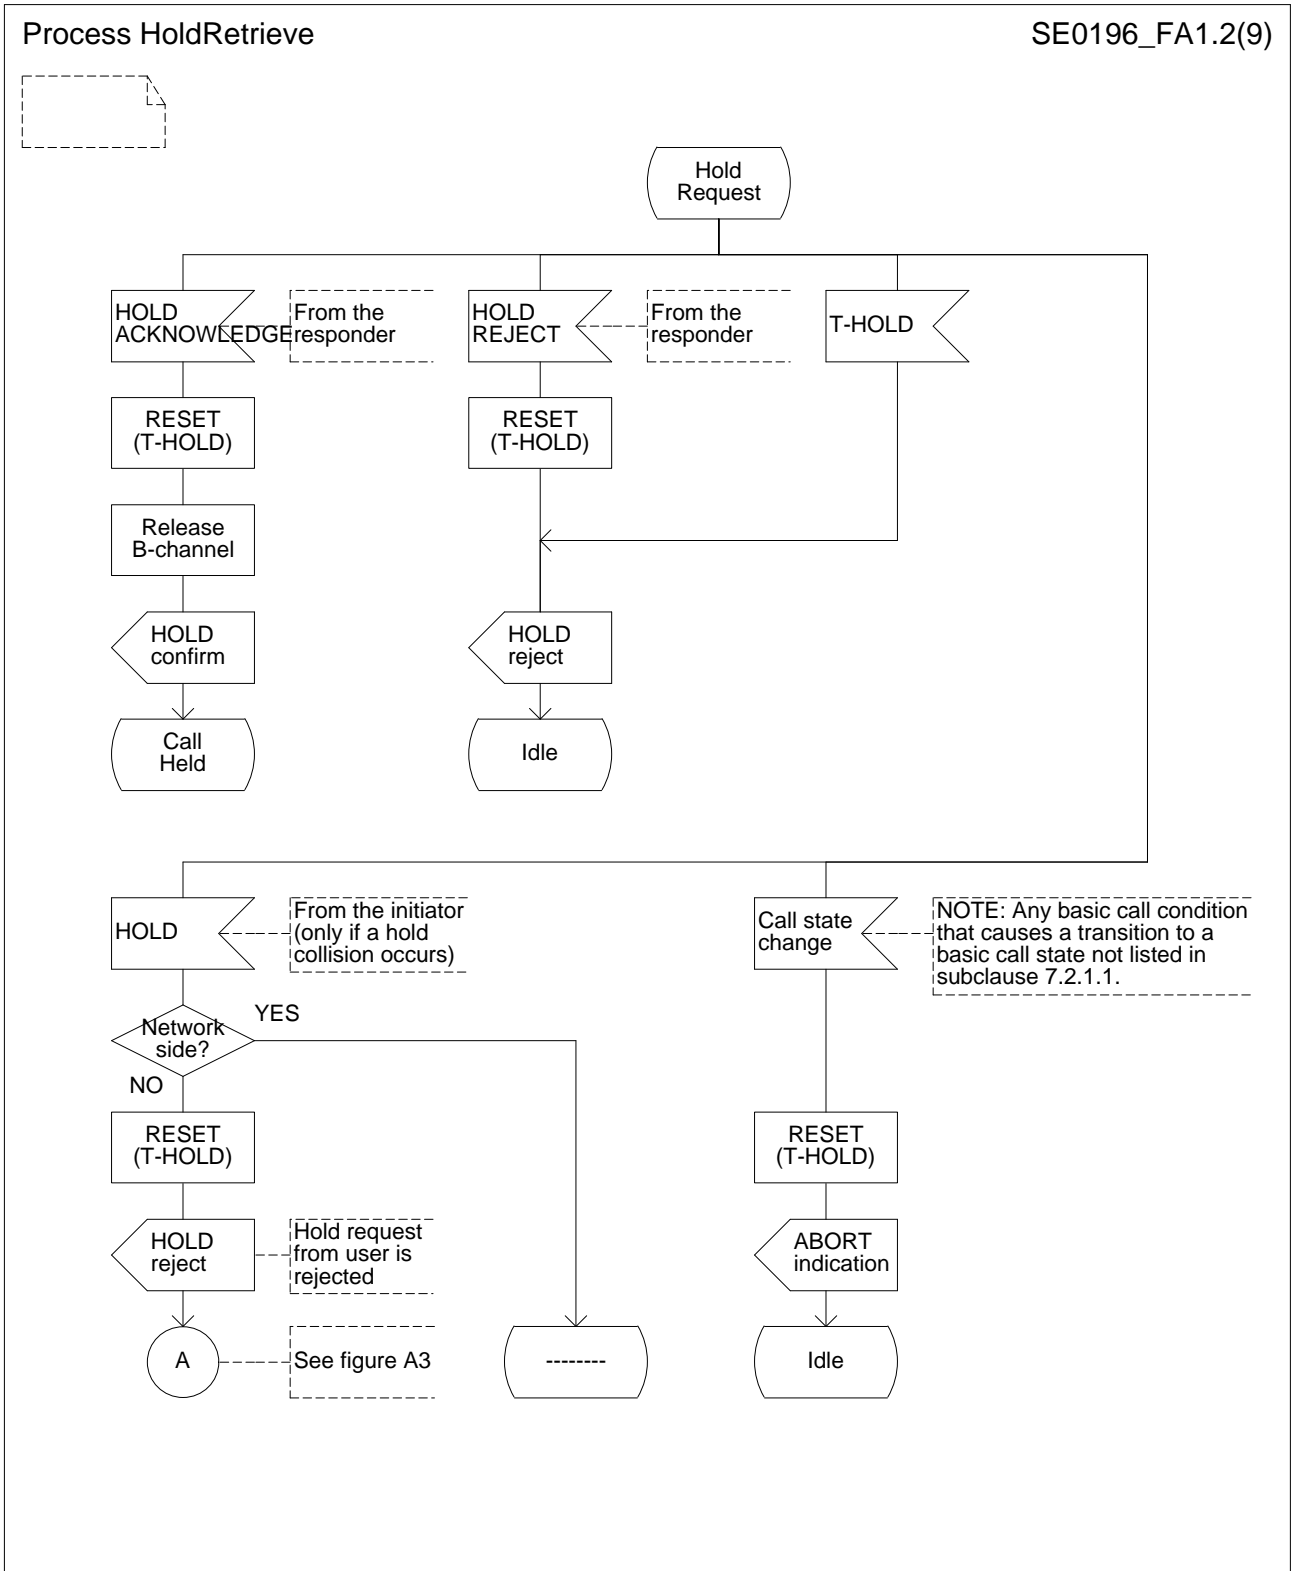 Process HoldRetrieve
SE0196_FA1.2(9)
Hold
Request
HOLD
ACKNOWLEDGE
From the
responder
HOLD
REJECT
From the
responder
T-HOLD
RESET
(T-HOLD)
RESET
(T-HOLD)
Release
B-channel
HOLD
confirm
HOLD
reject
Call
Held
Idle
HOLD
From the initiator
(only if a hold
collision occurs)
Call state
change
NOTE: Any basic call condition
that causes a transition to a
basic call state not listed in
subclause 7.2.1.1.
Network
side?
YES
NO
RESET
(T-HOLD)
RESET
(T-HOLD)
HOLD
reject
Hold request
from user is
rejected
ABORT
indication
A
See figure A3
--------
Idle